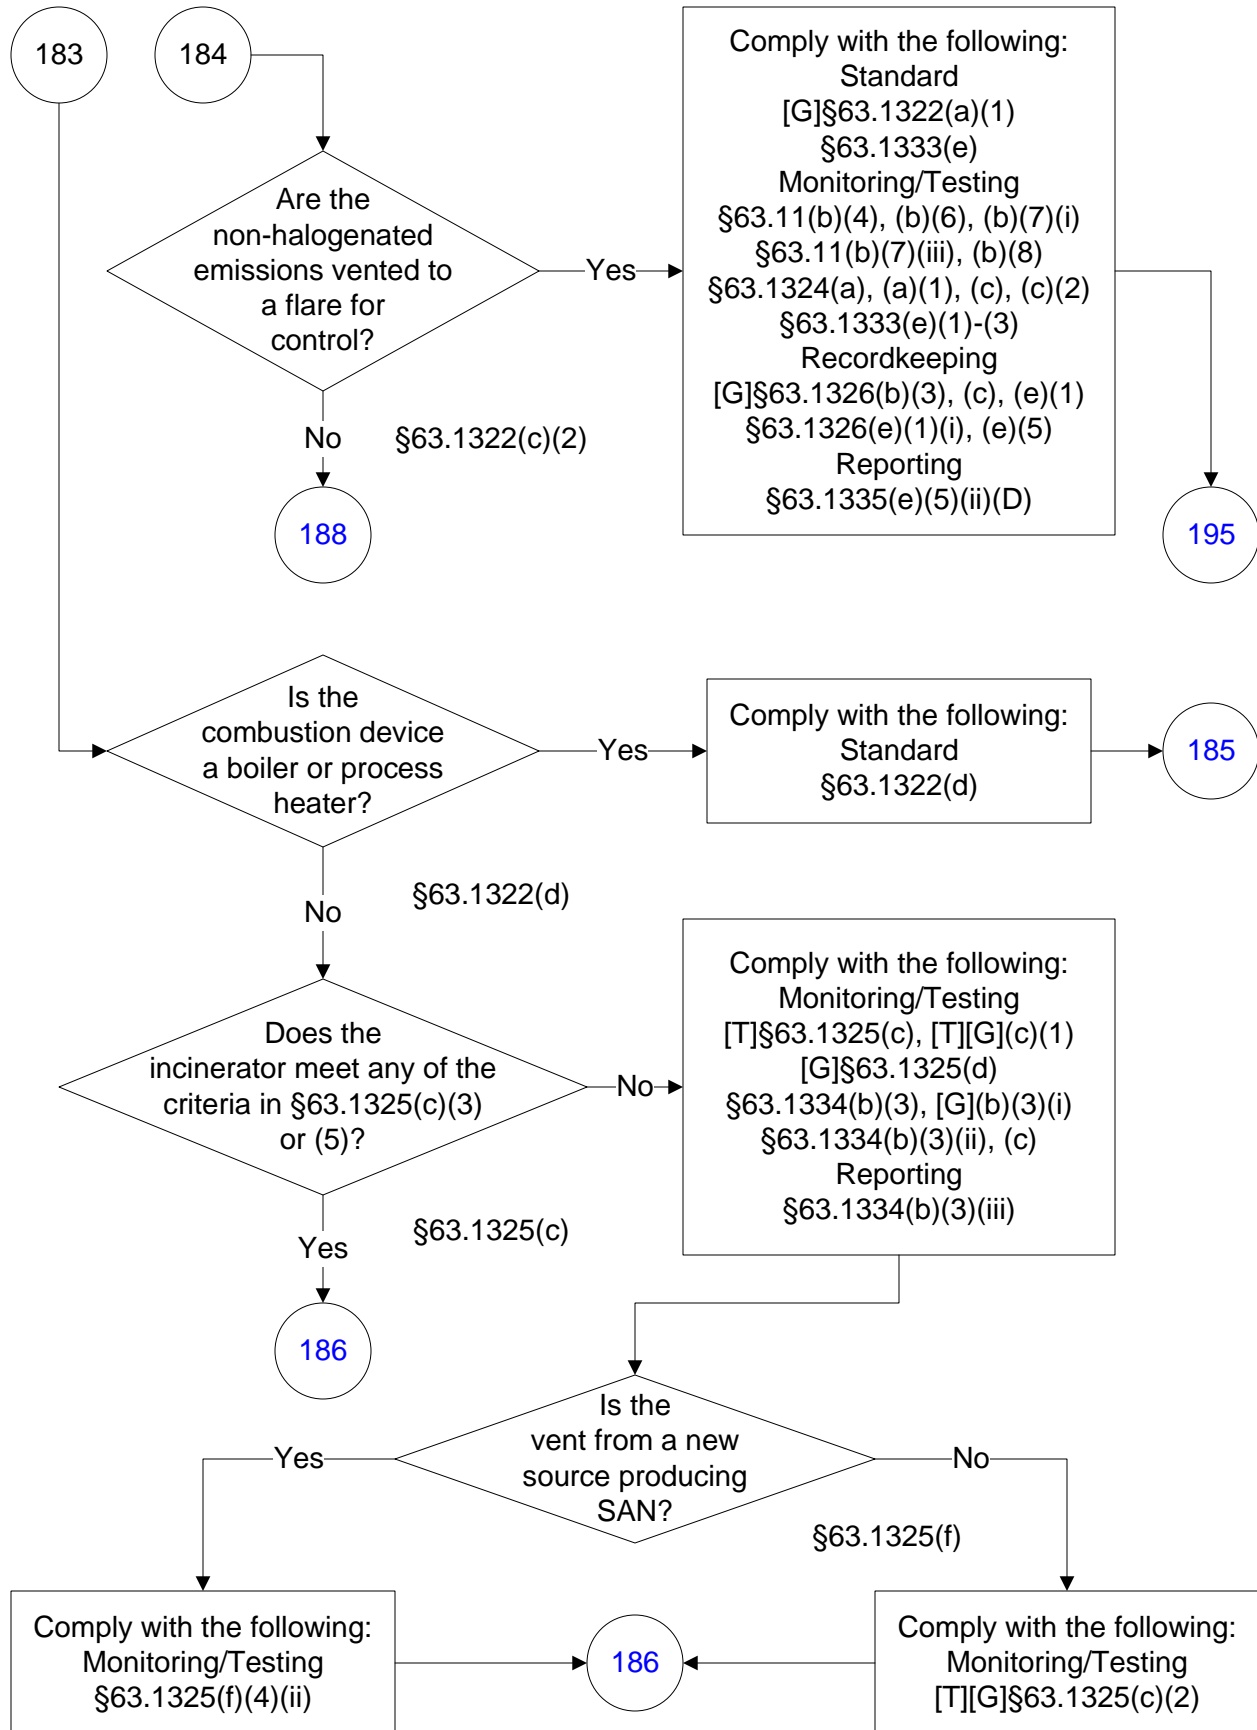 183
184
Comply with the following:
Standard
[G]§63.1322(a)(1)
§63.1333(e)
Monitoring/Testing
§63.11(b)(4), (b)(6), (b)(7)(i)
§63.11(b)(7)(iii), (b)(8)
§63.1324(a), (a)(1), (c), (c)(2)
§63.1333(e)(1)-(3)
Recordkeeping
[G]§63.1326(b)(3), (c), (e)(1)
§63.1326(e)(1)(i), (e)(5)
Reporting
§63.1335(e)(5)(ii)(D)
Are the
non-halogenated
emissions vented to
a flare for
control?
Yes
No
§63.1322(c)(2)
188
195
Is the
combustion device
a boiler or process
heater?
Yes
Comply with the following:
Standard
§63.1322(d)
185
No
§63.1322(d)
Does the
incinerator meet any of the
criteria in §63.1325(c)(3)
or (5)?
No
Comply with the following:
Monitoring/Testing
[T]§63.1325(c), [T][G](c)(1)
[G]§63.1325(d)
§63.1334(b)(3), [G](b)(3)(i)
§63.1334(b)(3)(ii), (c)
Reporting
§63.1334(b)(3)(iii)
Yes
§63.1325(c)
186
Is the
vent from a new
source producing
SAN?
Yes
No
§63.1325(f)
Comply with the following:
Monitoring/Testing
§63.1325(f)(4)(ii)
186
Comply with the following:
Monitoring/Testing
[T][G]§63.1325(c)(2)